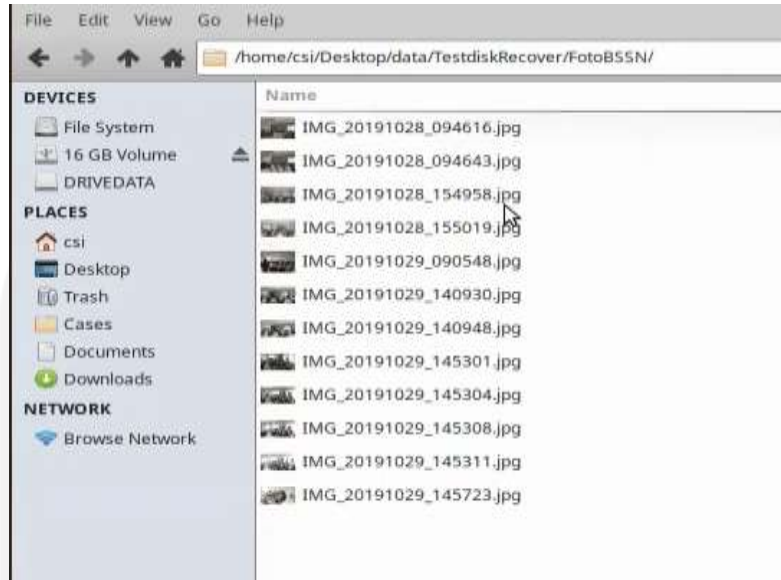 File Edit View Go Help
/home/csi/Desktop/data/TestdiskRecover/FotoBSSN/
DEVICES
File System
16 GB Volume
DRIVEDATA
PLACES
csi
Desktop
Trash
Cases
Documents
Downloads
NETWORK
Browse Network
Name
IMG_20191028_094616.jpg
IMG_20191028_094643.jpg
IMG_20191028_154958.jpg
IMG_20191028_155019.jpg
IMG_20191029_090548.jpg
IMG_20191029_140930.jpg
IMG_20191029_140948.jpg
IMG_20191029_145301.jpg
IMG_20191029_145304.jpg
IMG_20191029_145308.jpg
IMG_20191029_145311.jpg
IMG_20191029_145723.jpg